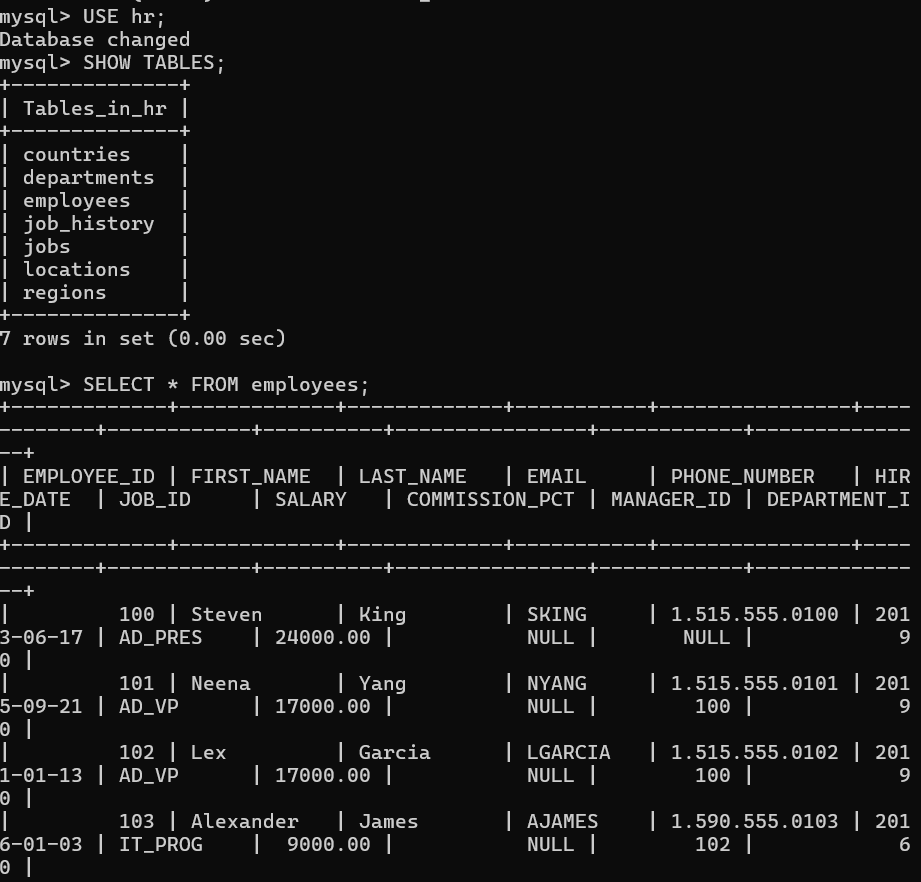 mysql> USE hr;
Database changed
mysql> SHOW TABLES;
+--------------+
| Tables_in_hr |
+--------------+
| countries    |
| departments  |
| employees    |
| job_history  |
| jobs         |
| locations    |
| regions      |
+--------------+
7 rows in set (0.00 sec)

mysql> SELECT * FROM employees;
+-------------+-------------+-------------+-----------+----------------+----
--------+------------+----------+----------------+------------+-------------
--+
| EMPLOYEE_ID | FIRST_NAME  | LAST_NAME   | EMAIL     | PHONE_NUMBER   | HIR
E_DATE  | JOB_ID     | SALARY   | COMMISSION_PCT | MANAGER_ID | DEPARTMENT_I
D |
+-------------+-------------+-------------+-----------+----------------+----
--------+------------+----------+----------------+------------+-------------
--+
|         100 | Steven      | King        | SKING     | 1.515.555.0100 | 201
3-06-17 | AD_PRES    | 24000.00 |           NULL |       NULL |            9
0 |
|         101 | Neena       | Yang        | NYANG     | 1.515.555.0101 | 201
5-09-21 | AD_VP      | 17000.00 |           NULL |        100 |            9
0 |
|         102 | Lex         | Garcia      | LGARCIA   | 1.515.555.0102 | 201
1-01-13 | AD_VP      | 17000.00 |           NULL |        100 |            9
0 |
|         103 | Alexander   | James       | AJAMES    | 1.590.555.0103 | 201
6-01-03 | IT_PROG    |  9000.00 |           NULL |        102 |            6
0 |